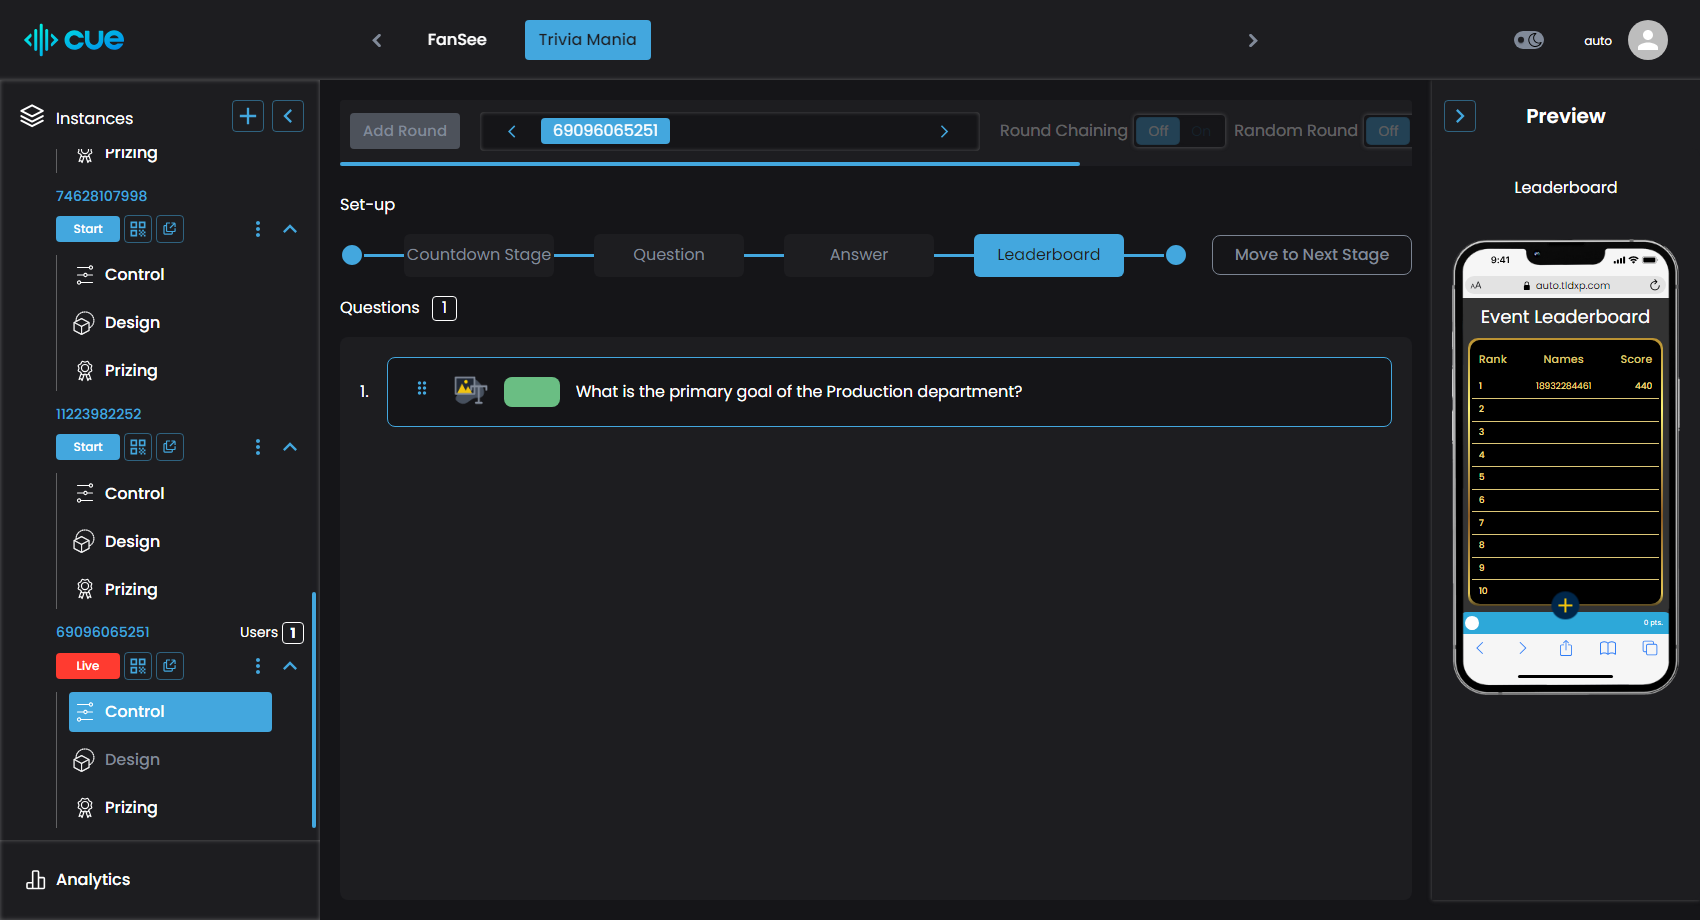 cue
FanSee
Trivia Mania
auto
Instances
Prizing
74628107998
Start
Control
Design
Prizing
11223982252
Start
Control
Design
Prizing
69096065251
Users 1
Live
Control
Design
Prizing
Analytics
Add Round
69096065251
Round Chaining
Off
On
Random Round
Off
Set-up
Countdown Stage
Question
Answer
Leaderboard
Move to Next Stage
Questions 1
1.
What is the primary goal of the Production department?
Preview
Leaderboard
9:41
AA
auto.tldxp.com
Event Leaderboard
Rank Names Score
1 18932284461 440
2
3
4
5
6
7
8
9
10
0 pts.